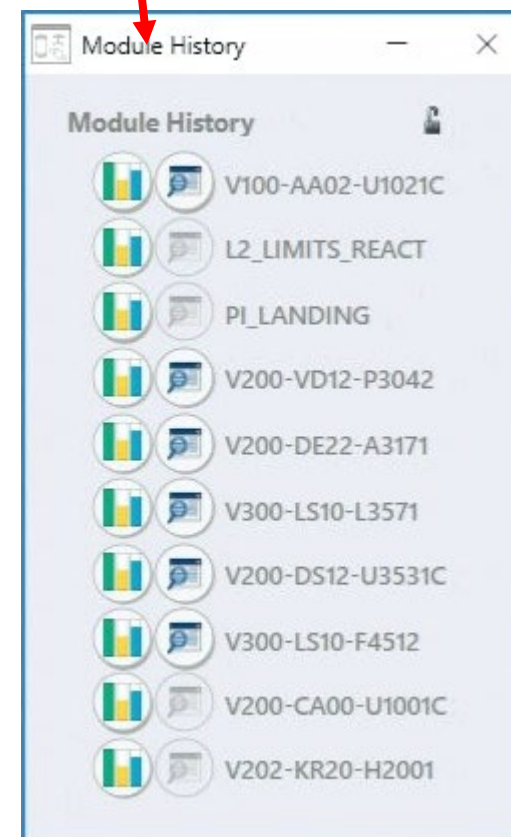 Module History
Module History
V100-AA02-U1021C
L2_LIMITS_REACT
PI_LANDING
V200-VD12-P3042
V200-DE22-A3171
V300-LS10-L3571
V200-DS12-U3531C
V300-LS10-F4512
V200-CA00-U1001C
V202-KR20-H2001